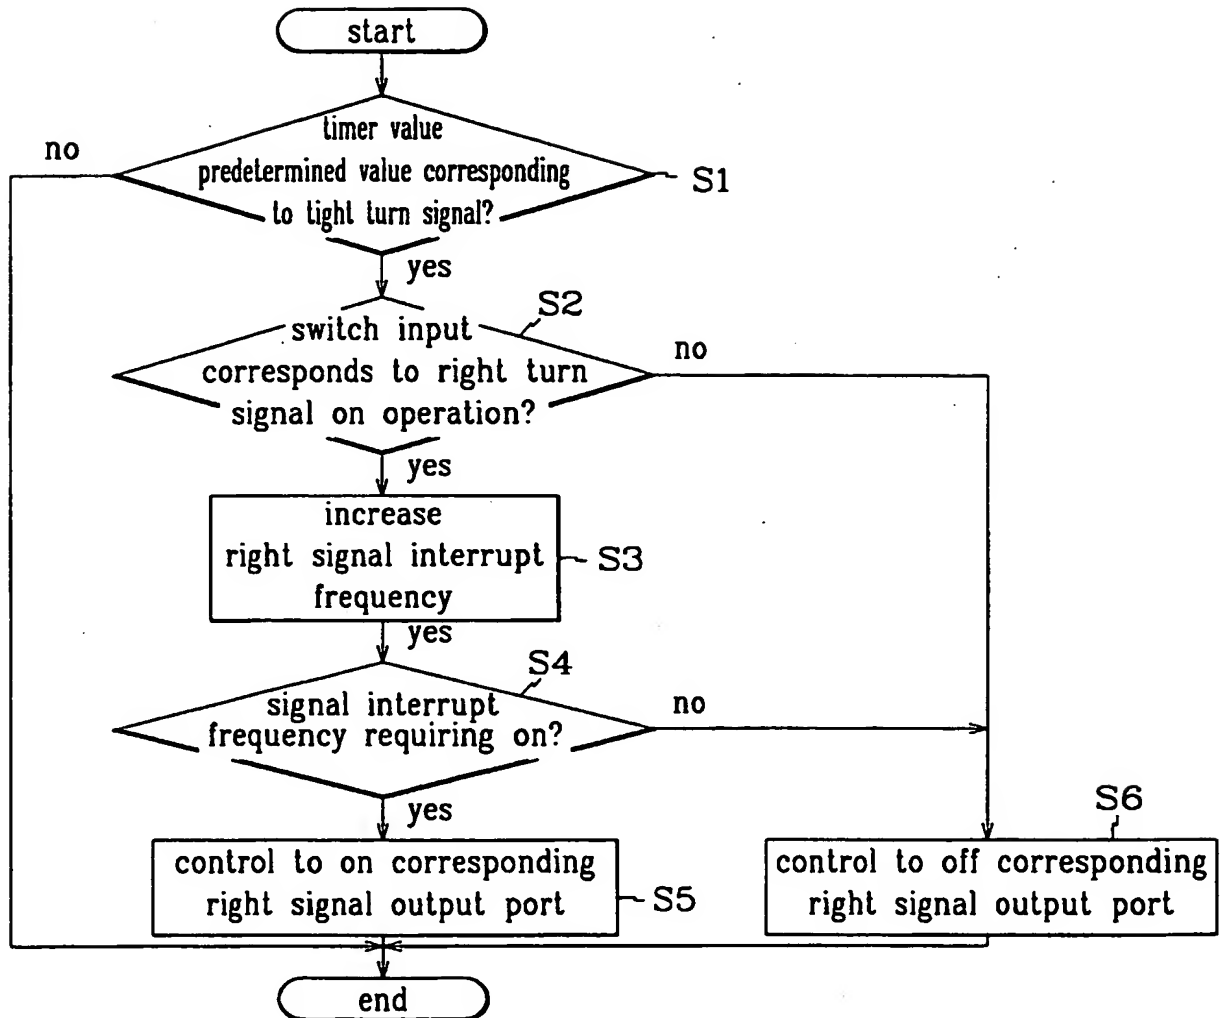 start
timer value
predetermined value corresponding
to tight turn signal?
no
S1
yes
switch input
corresponds to right turn
signal on operation?
S2
no
yes
increase
right signal interrupt
frequency
S3
yes
signal interrupt
frequency requiring on?
S4
no
yes
control to on corresponding
right signal output port
S5
S6
control to off corresponding
right signal output port
end